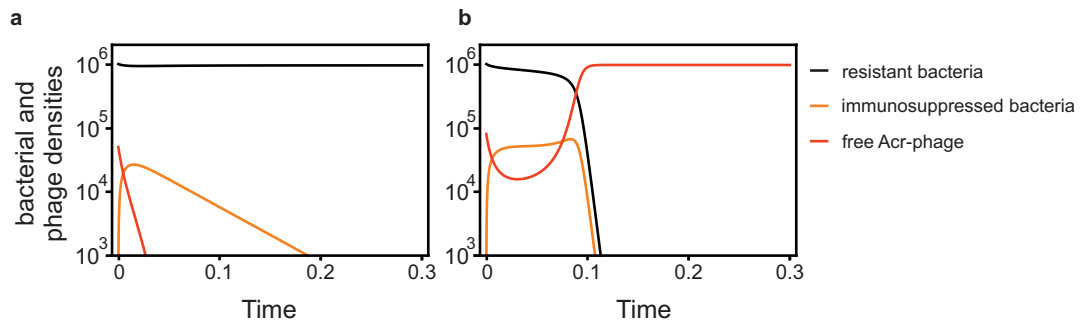 a
b
bacterial and
phage densities
10^6
10^5
10^4
10^3
0
0.1
0.2
0.3
Time
10^6
10^5
10^4
10^3
0
0.1
0.2
0.3
Time
resistant bacteria
immunosuppressed bacteria
free Acr-phage